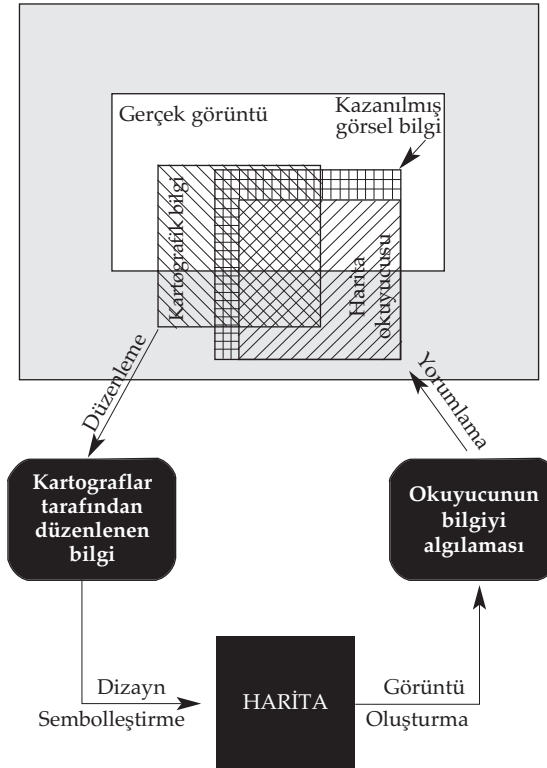 Gerçek görüntü
Kazanılmış
görsel bilgi
Kartografik bilgi
Harita
okuyucusu
Düzenleme
Yorumlama
Kartograflar
tarafından
düzenlenen
bilgi
Okuyucunun
bilgiyi
algılaması
Dizayn
Sembolleştirme
HARİTA
Görüntü
Oluşturma